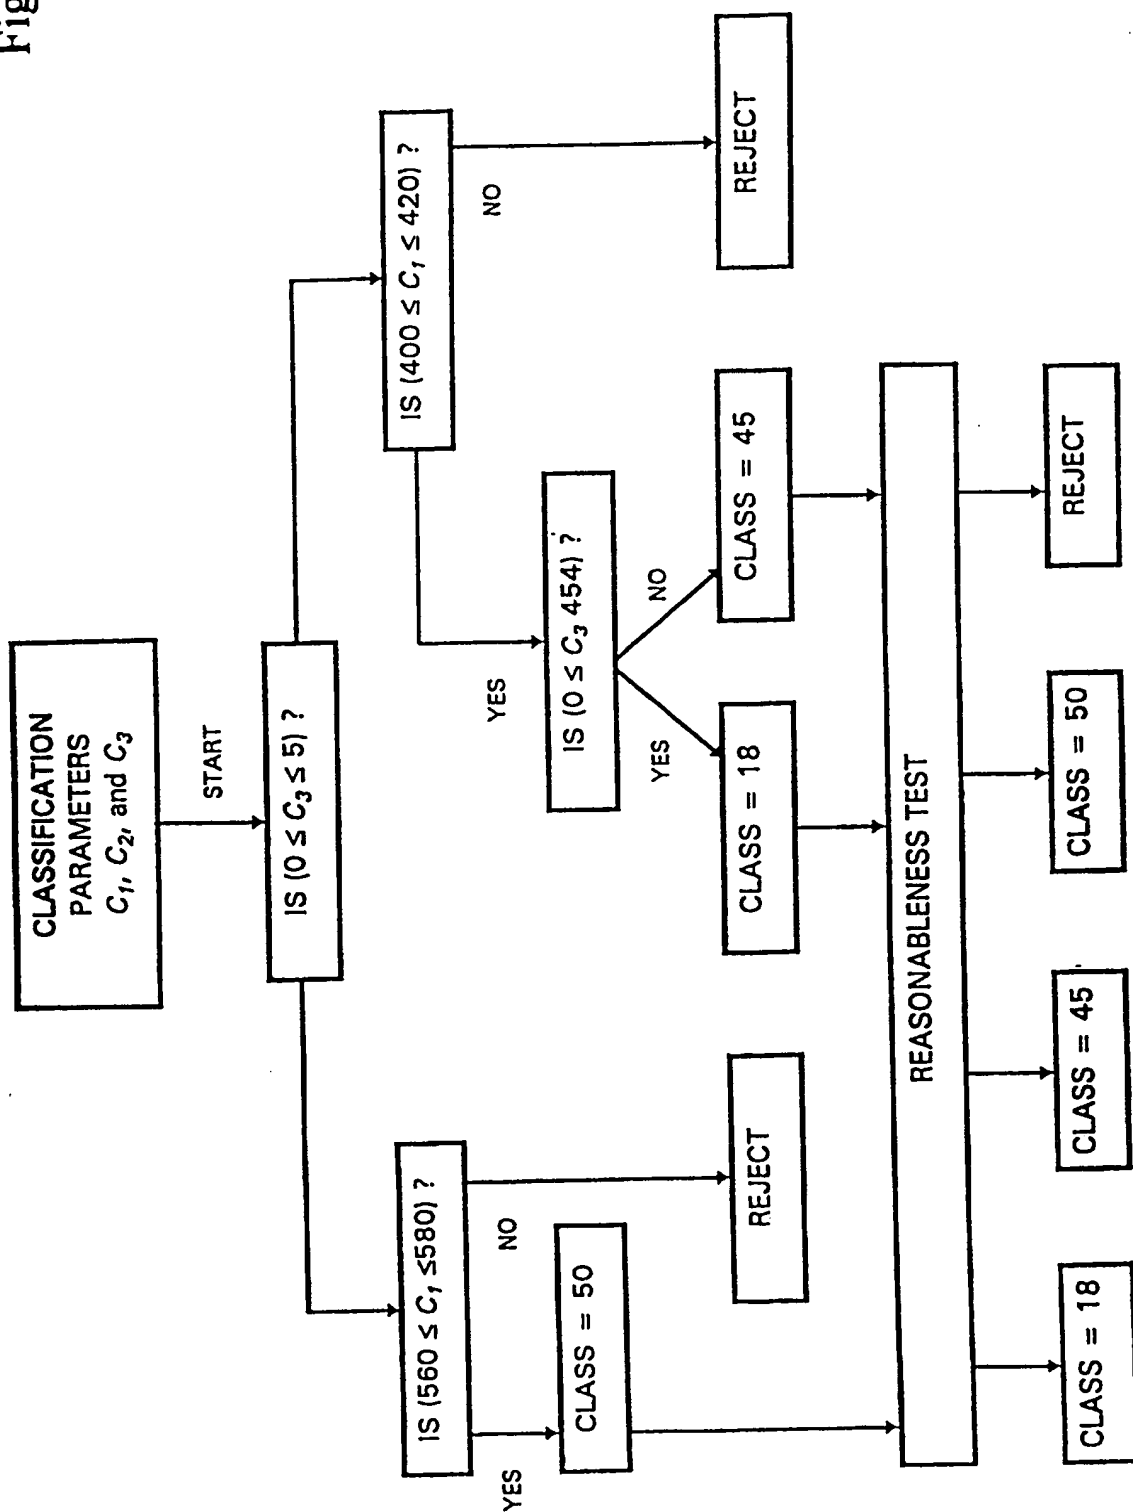 Fig
CLASSIFICATION
PARAMETERS
C1, C2, and C3
START
IS (0 ≤ C3 ≤ 5) ?
IS (560 ≤ C1 ≤580) ?
IS (400 ≤ C1 ≤ 420) ?
YES
NO
YES
NO
CLASS = 50
REJECT
IS (0 ≤ C3 454) ?
REJECT
YES
NO
CLASS = 18
CLASS = 45
REASONABLENESS TEST
CLASS = 18
CLASS = 45
CLASS = 50
REJECT